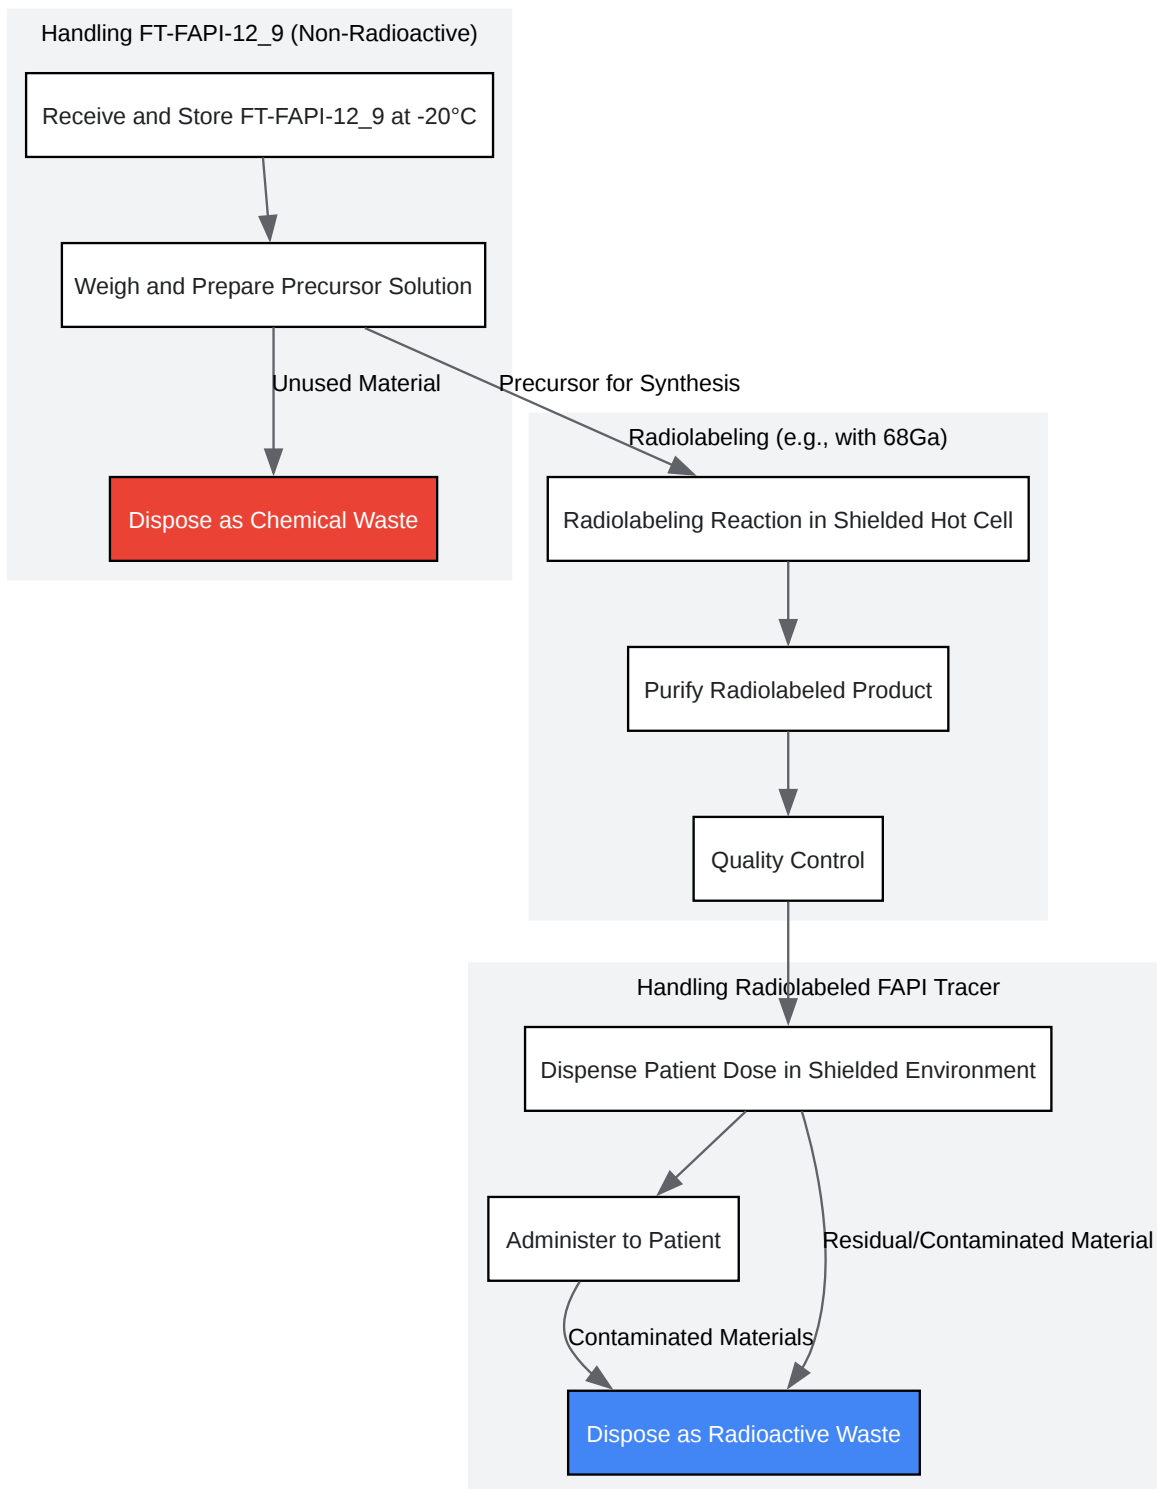 Handling FT-FAPI-12_9 (Non-Radioactive)
Receive and Store FT-FAPI-12_9 at -20°C
Weigh and Prepare Precursor Solution
Unused Material
Precursor for Synthesis
Dispose as Chemical Waste
Radiolabeling (e.g., with 68Ga)
Radiolabeling Reaction in Shielded Hot Cell
Purify Radiolabeled Product
Quality Control
Handling Radiolabeled FAPI Tracer
Dispense Patient Dose in Shielded Environment
Administer to Patient
Residual/Contaminated Material
Contaminated Materials
Dispose as Radioactive Waste